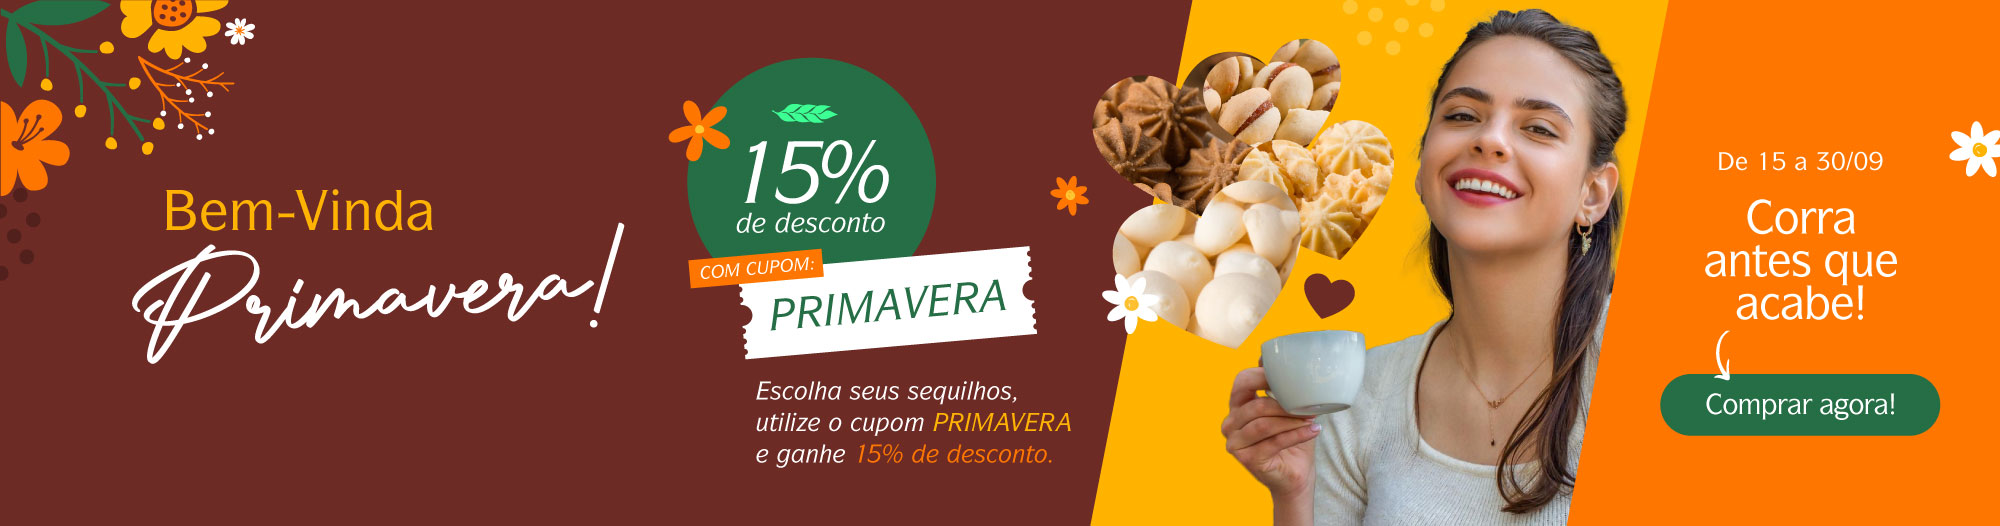 Bem-Vinda
Primavera!
15%
de desconto
COM CUPOM:
PRIMAVERA
Escolha seus sequilhos,
utilize o cupom PRIMAVERA
e ganhe 15% de desconto.
De 15 a 30/09
Corra
antes que
acabe!
Comprar agora!